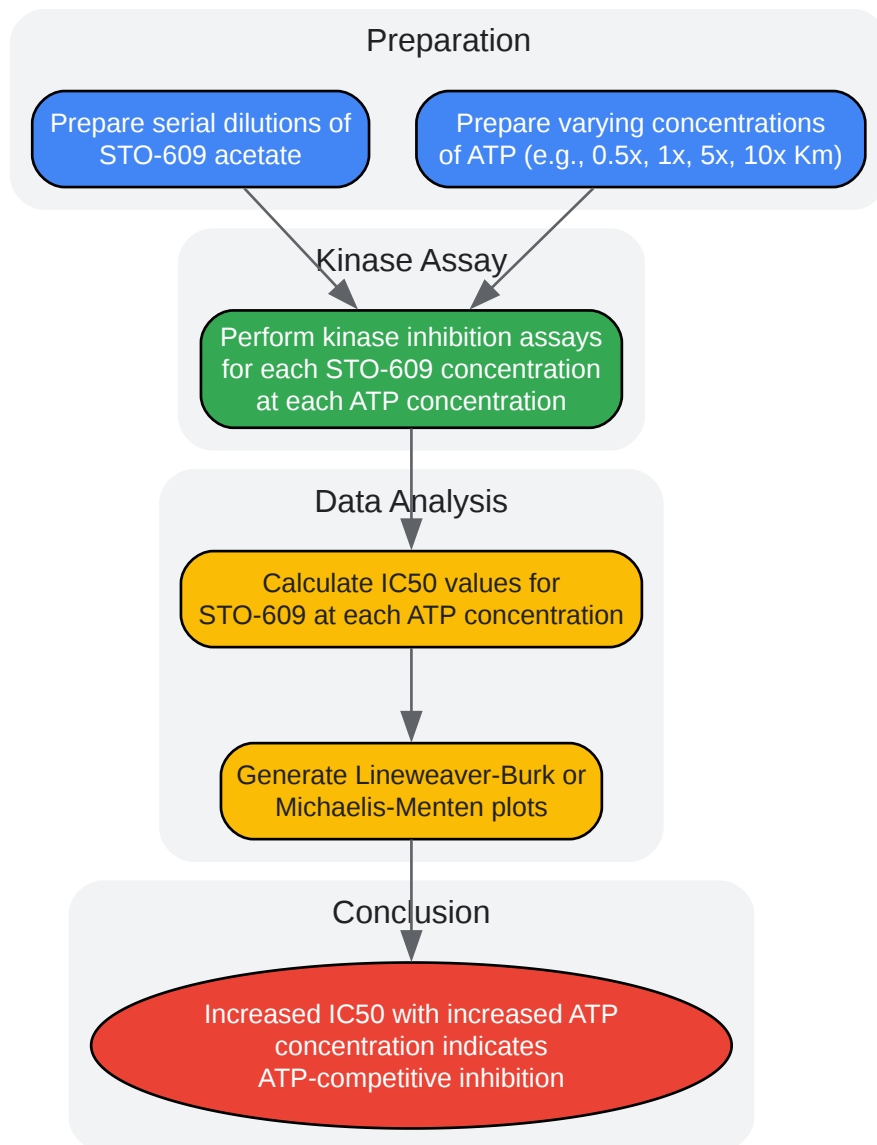 Preparation
Prepare serial dilutions of
STO-609 acetate
Prepare varying concentrations
of ATP (e.g., 0.5x, 1x, 5x, 10x Km)
Kinase Assay
Perform kinase inhibition assays
for each STO-609 concentration
at each ATP concentration
Data Analysis
Calculate IC50 values for
STO-609 at each ATP concentration
Generate Lineweaver-Burk or
Michaelis-Menten plots
Conclusion
Increased IC50 with increased ATP
concentration indicates
ATP-competitive inhibition